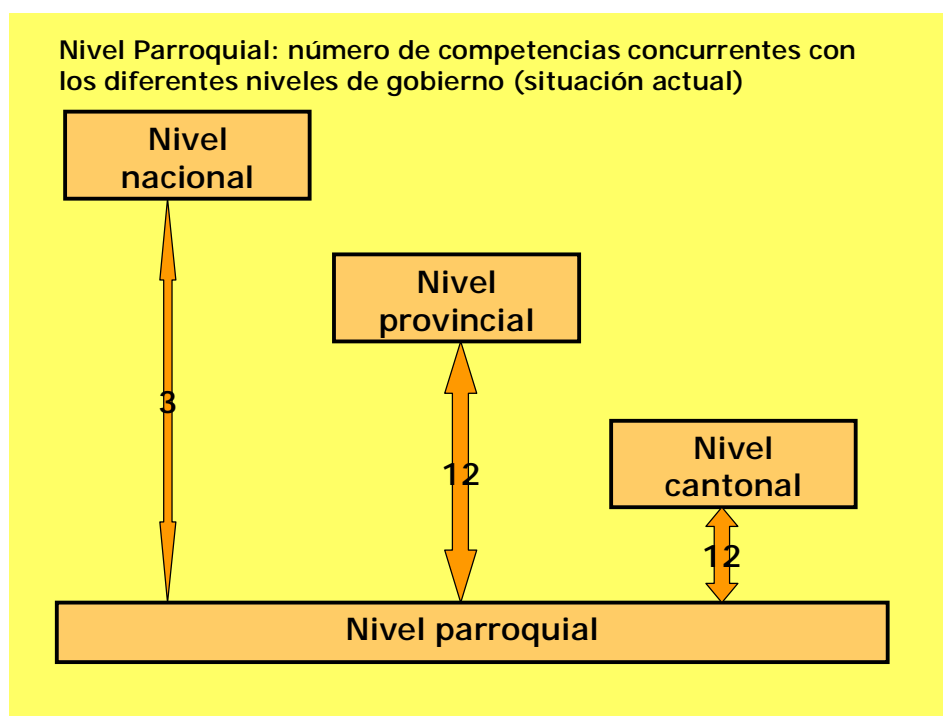 Nivel Parroquial: número de competencias concurrentes con
los diferentes niveles de gobierno (situación actual)
Nivel
nacional
Nivel
provincial
3
Nivel
cantonal
12
12
Nivel parroquial